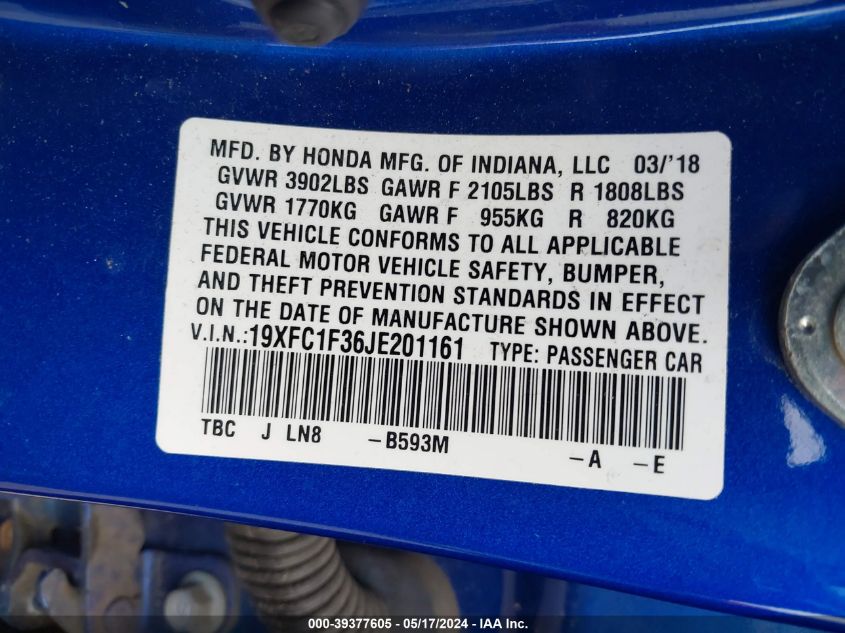 MFD. BY HONDA MFG. OF INDIANA, LLC 03/'18
GVWR 3902LBS GAWR F 2105LBS R 1808LBS
GVWR 1770KG GAWR F 955KG R 820KG
THIS VEHICLE CONFORMS TO ALL APPLICABLE
FEDERAL MOTOR VEHICLE SAFETY, BUMPER,
AND THEFT PREVENTION STANDARDS IN EFFECT
ON THE DATE OF MANUFACTURE SHOWN ABOVE.
V.I.N.:19XFC1F36JE201161 TYPE: PASSENGER CAR
TBC J LN8 -B593M -A -E
000-39377605 - 05/17/2024 - IAA Inc.